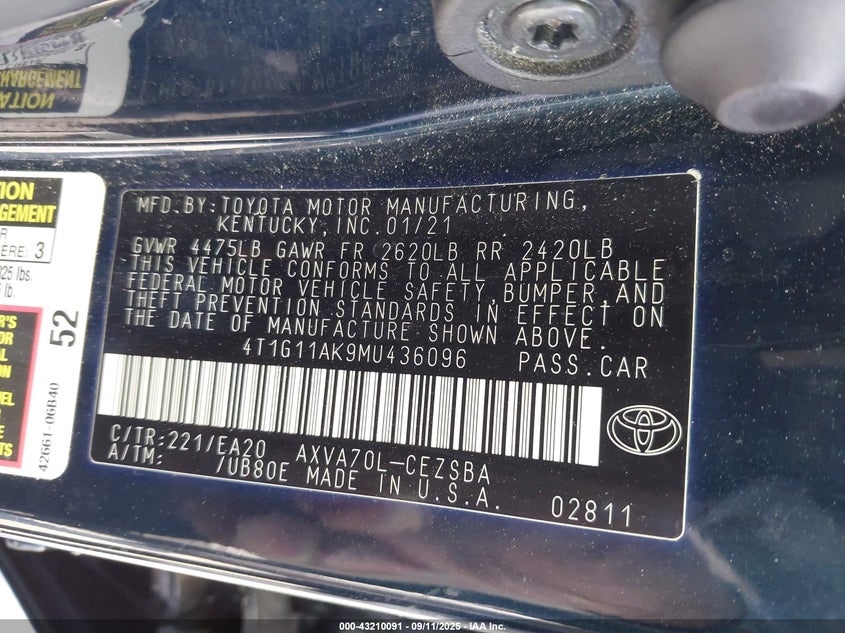 MFD.BY:TOYOTA MOTOR MANUFACTURING,
KENTUCKY,INC.01/21
GVWR 4475LB GAWR FR 2620LB RR 2420LB
THIS VEHICLE CONFORMS TO ALL APPLICABLE
FEDERAL MOTOR VEHICLE SAFETY,BUMPER,AND
THEFT PREVENTION STANDARDS IN EFFECT ON
THE DATE OF MANUFACTURE SHOWN ABOVE.
4T1G11AK9MU436096 PASS.CAR
C/TR:221/EA20 AXVA70L-CEZSBA
A/TM: /UB80E MADE IN U.S.A.
02811
3
52
42661-06B40
000-43210091 - 09/11/2025 - IAA Inc.